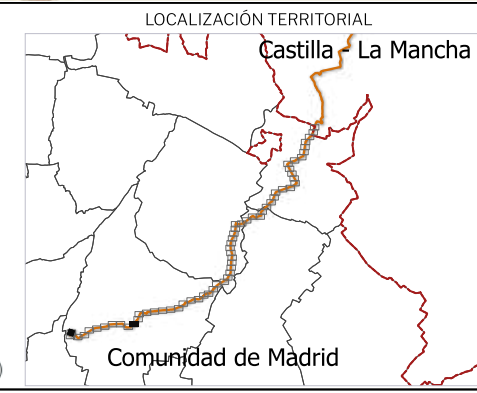 LOCALIZACIÓN TERRITORIAL
Castilla - La Mancha
Comunidad de Madrid